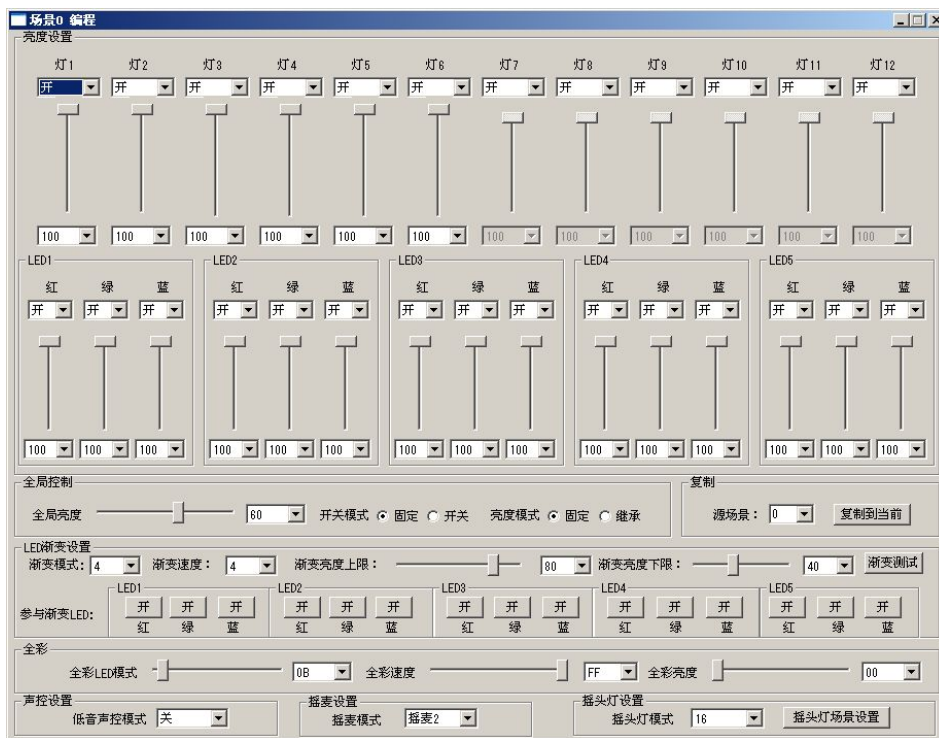 场景0 编程
亮度设置
灯1 灯2 灯3 灯4 灯5 灯6 灯7 灯8 灯9 灯10 灯11 灯12
开 开 开 开 开 开 开 开 开 开 开 开
100 100 100 100 100 100 100 100 100 100 100 100
LED1 LED2 LED3 LED4 LED5
红 绿 蓝 红 绿 蓝 红 绿 蓝 红 绿 蓝 红 绿 蓝
开 开 开 开 开 开 开 开 开 开 开 开 开 开 开
100 100 100 100 100 100 100 100 100 100 100 100 100 100 100
全局控制 复制
全局亮度 60 开关模式 固定 开关 亮度模式 固定 继承 源场景: 0 复制到当前
LED渐变设置
渐变模式: 4 渐变速度: 4 渐变亮度上限: 80 渐变亮度下限: 40 渐变测试
LED1 LED2 LED3 LED4 LED5
参与渐变LED: 开 开 开 开 开 开 开 开 开 开 开 开 开 开 开
红 绿 蓝 红 绿 蓝 红 绿 蓝 红 绿 蓝 红 绿 蓝
全彩
全彩LED模式 0B 全彩速度 FF 全彩亮度 00
声控设置 摇麦设置 摇头灯设置
低音声控模式 关 摇麦模式 摇麦2 摇头灯模式 16 摇头灯场景设置